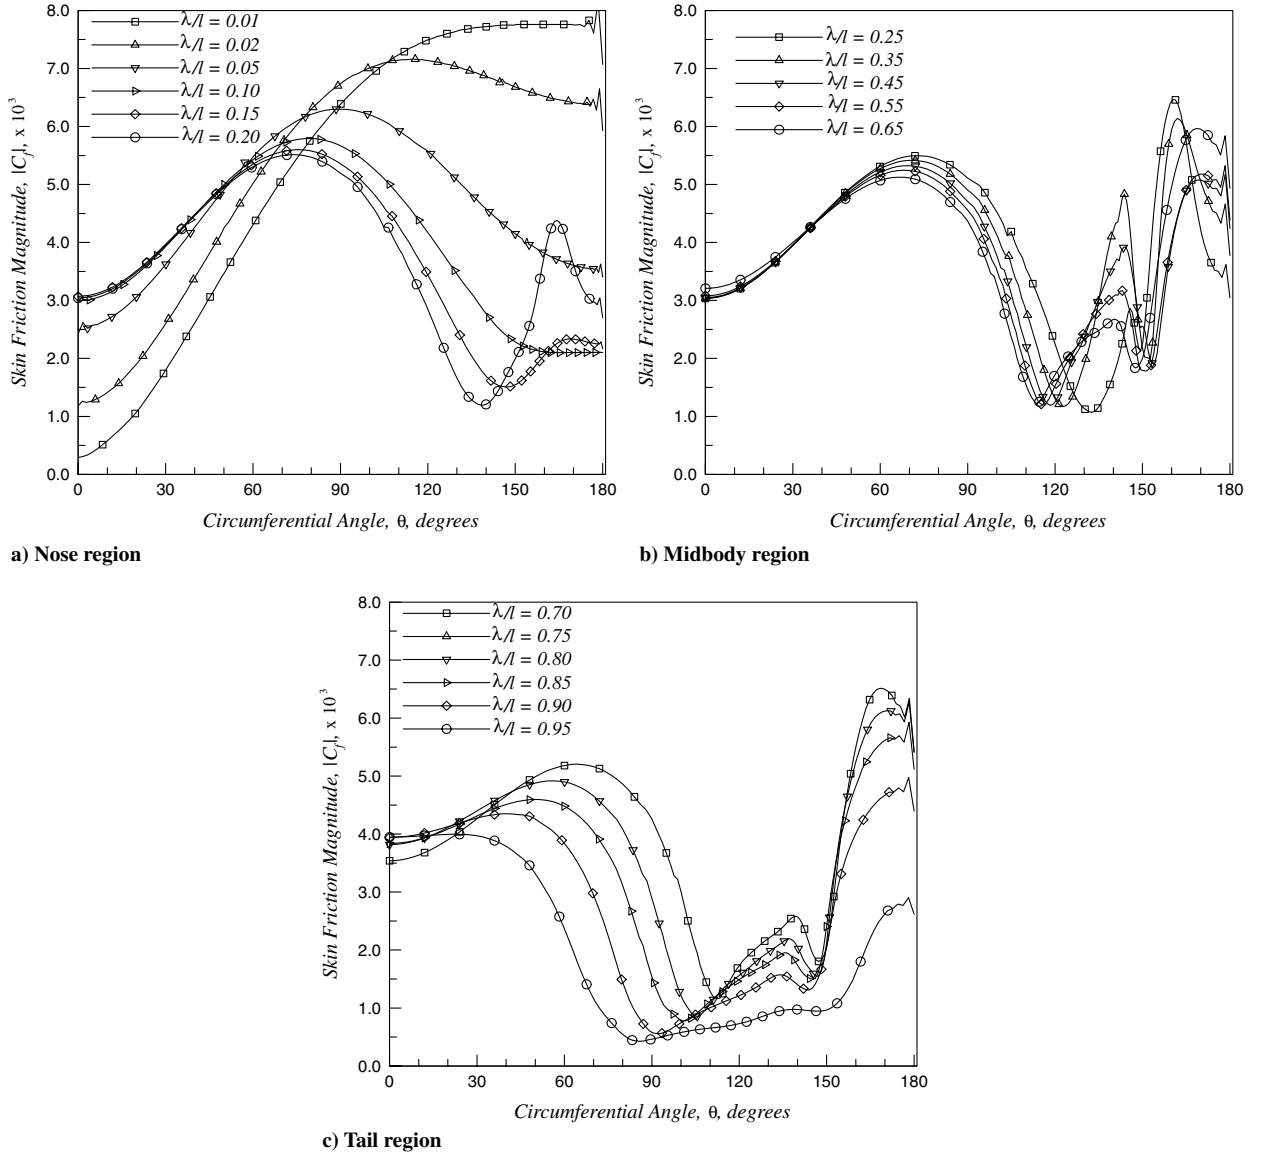 8.0
7.0
6.0
5.0
4.0
3.0
2.0
1.0
0.0
Skin Friction Magnitude, |Cf|, x 10³
λ/l = 0.01
λ/l = 0.02
λ/l = 0.05
λ/l = 0.10
λ/l = 0.15
λ/l = 0.20
0 30 60 90 120 150 180
Circumferential Angle, θ, degrees
a) Nose region
8.0
7.0
6.0
5.0
4.0
3.0
2.0
1.0
0.0
Skin Friction Magnitude, |Cf|, x 10³
λ/l = 0.25
λ/l = 0.35
λ/l = 0.45
λ/l = 0.55
λ/l = 0.65
0 30 60 90 120 150 180
Circumferential Angle, θ, degrees
b) Midbody region
8.0
7.0
6.0
5.0
4.0
3.0
2.0
1.0
0.0
Skin Friction Magnitude, |Cf|, x 10³
λ/l = 0.70
λ/l = 0.75
λ/l = 0.80
λ/l = 0.85
λ/l = 0.90
λ/l = 0.95
0 30 60 90 120 150 180
Circumferential Angle, θ, degrees
c) Tail region